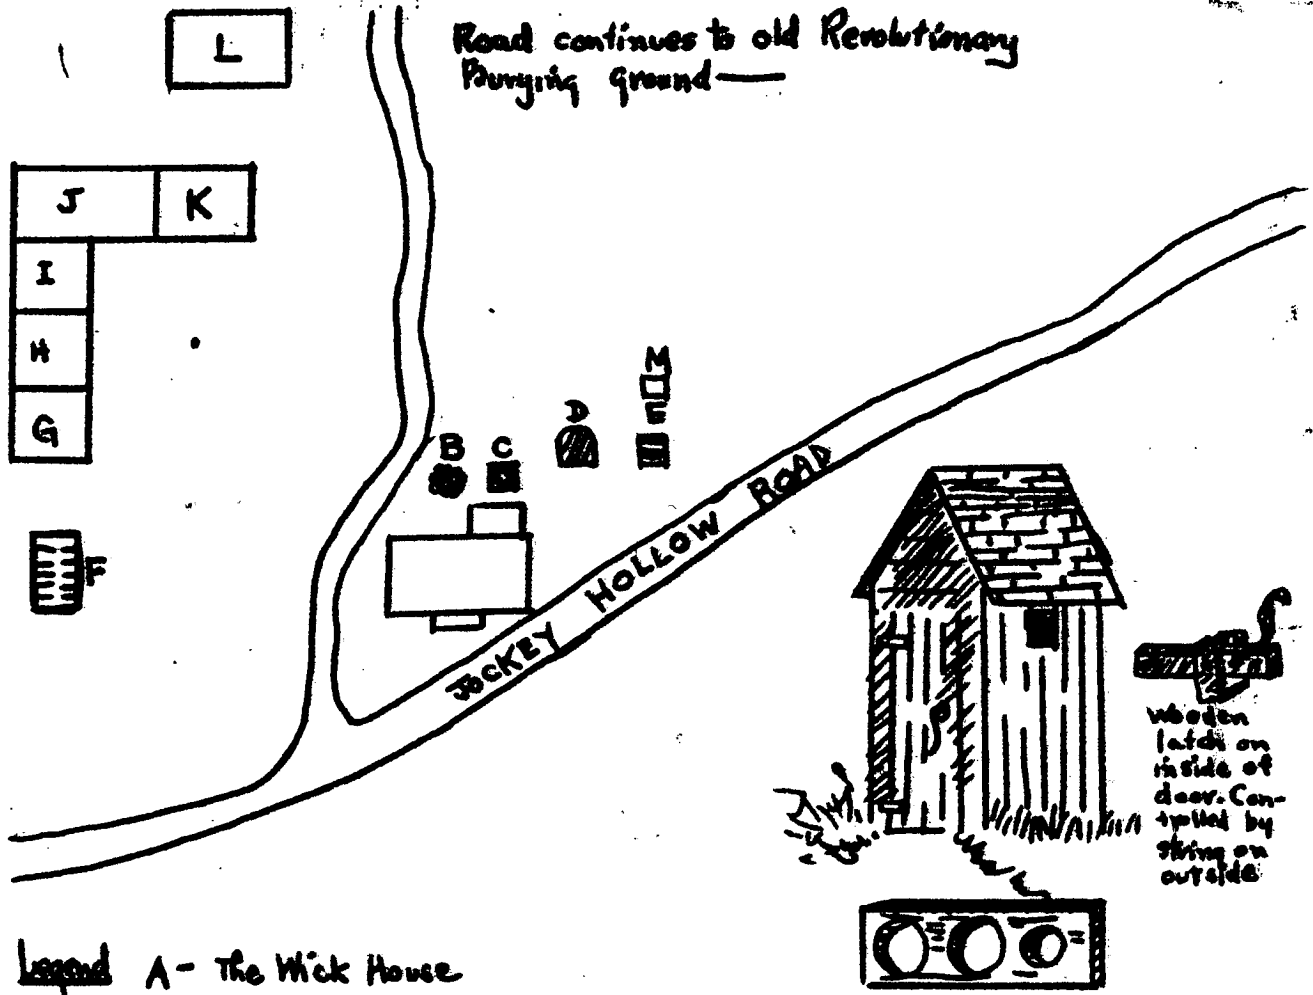 Road continues to old Revolutionary
Burying ground —
L
J K
I
H
G
F
M
E
D
B C
JOCKEY HOLLOW ROAD
Wooden
latch on
inside of
door. Con-
trolled by
string on
outside
Legend A - The Wick House